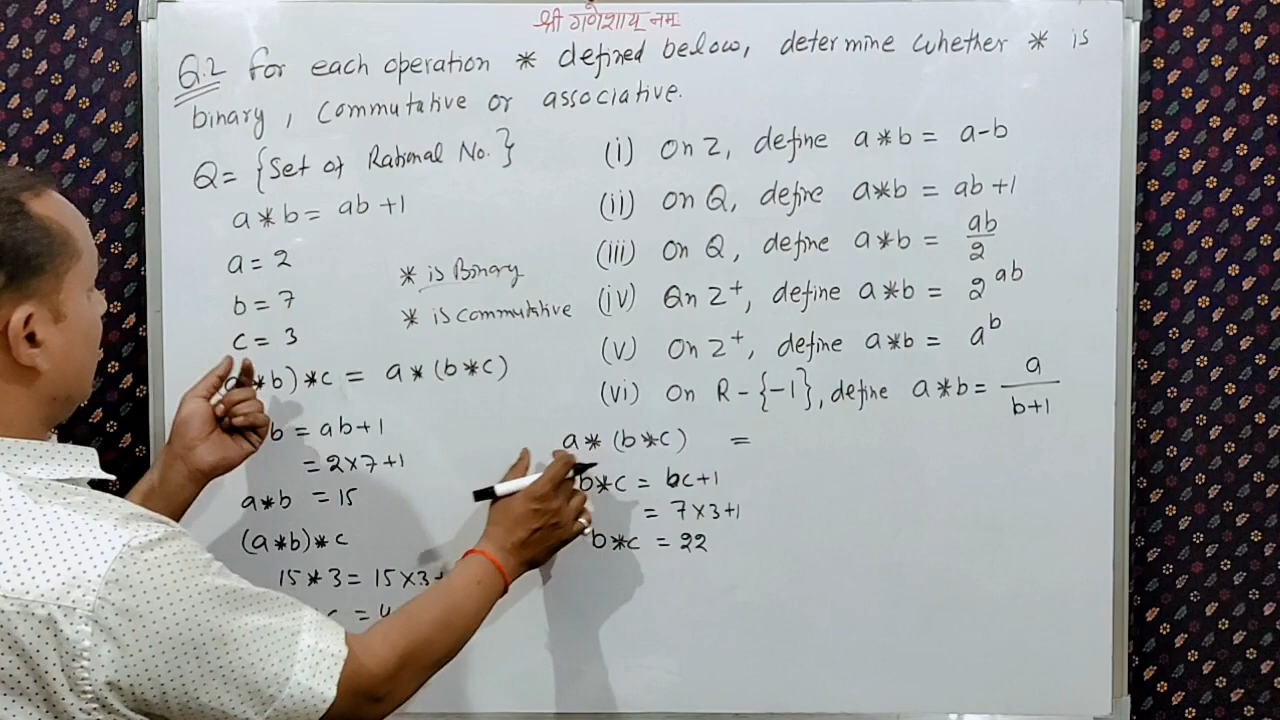 श्री गणेशाय नमः
Q.2 For each operation * defined below, determine whether * is
binary, Commutative or associative.
Q = {Set of Rational No.}
a * b = ab + 1
a = 2
b = 7
c = 3
* is Binary
* is commutative
*b) * c = a * (b * c)
b = ab + 1
= 2 x 7 + 1
a * b = 15
(a * b) * c
15 * 3 = 15 x 3 +
(i) On Z, define a * b = a - b
(ii) On Q, define a * b = ab + 1
(iii) On Q, define a * b = ab/2
(iv) On Z⁺, define a * b = 2^ab
(v) On Z⁺, define a * b = a^b
(vi) On R - {-1}, define a * b = a/(b+1)
a * (b * c) =
b * c = bc + 1
= 7 x 3 + 1
b * c = 22